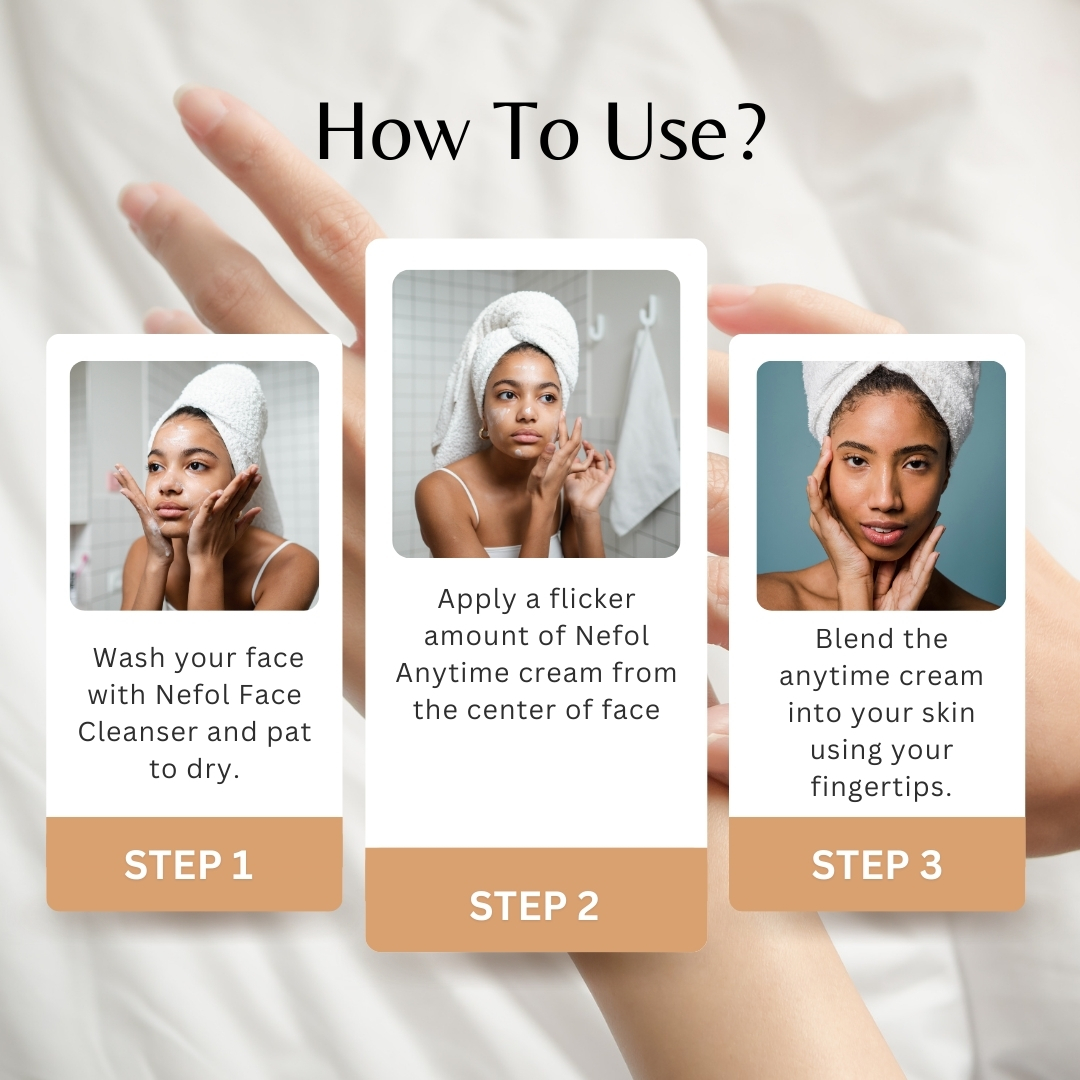 How To Use?
Wash your face
with Nefol Face
Cleanser and pat
to dry.
STEP 1
Apply a flicker
amount of Nefol
Anytime cream from
the center of face
STEP 2
Blend the
anytime cream
into your skin
using your
fingertips.
STEP 3